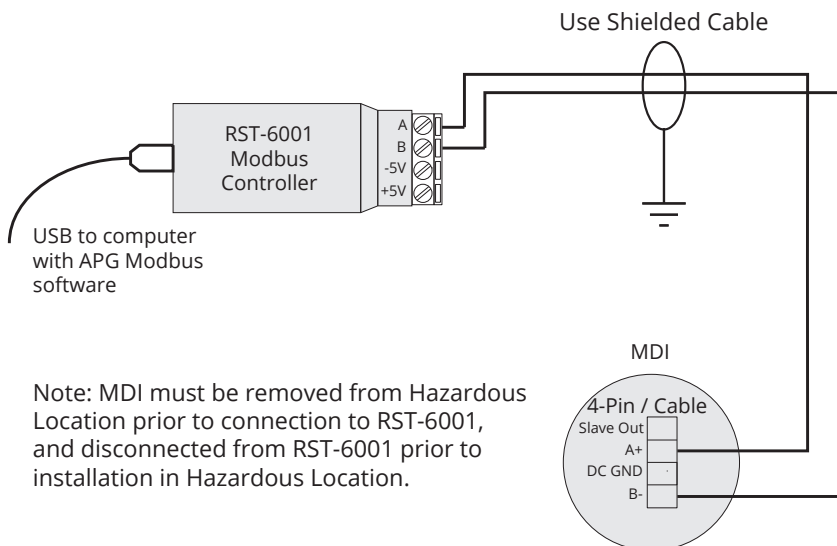 Use Shielded Cable
RST-6001
Modbus
Controller
A
B
-5V
+5V
USB to computer
with APG Modbus
software
MDI
Note: MDI must be removed from Hazardous
Location prior to connection to RST-6001,
and disconnected from RST-6001 prior to
installation in Hazardous Location.
4-Pin / Cable
Slave Out
A+
DC GND
B-